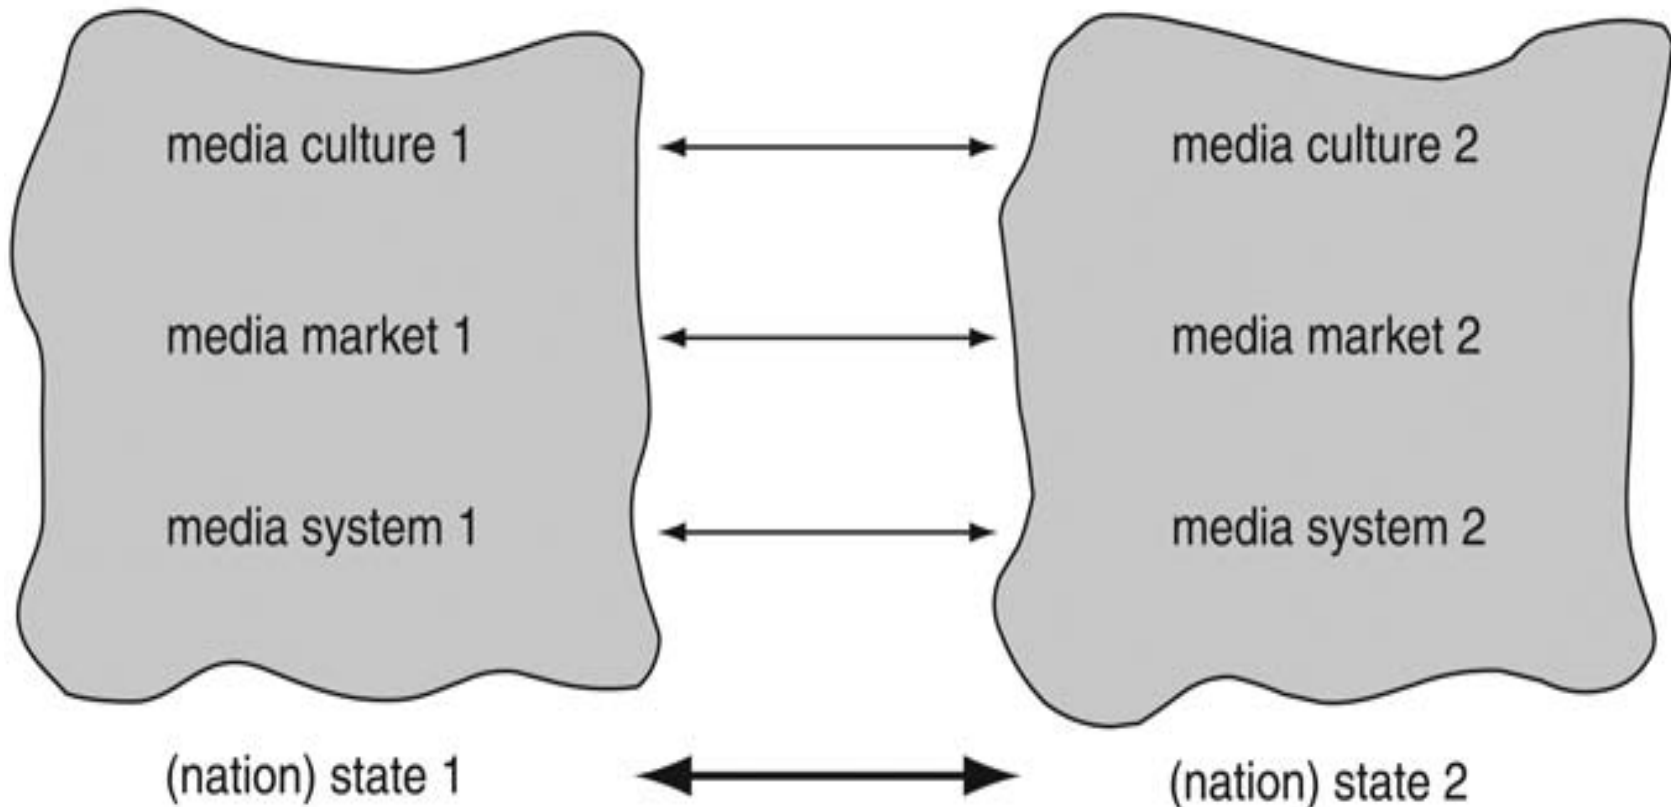 media culture 1 media culture 2
media market 1 media market 2
media system 1 media system 2
(nation) state 1 (nation) state 2